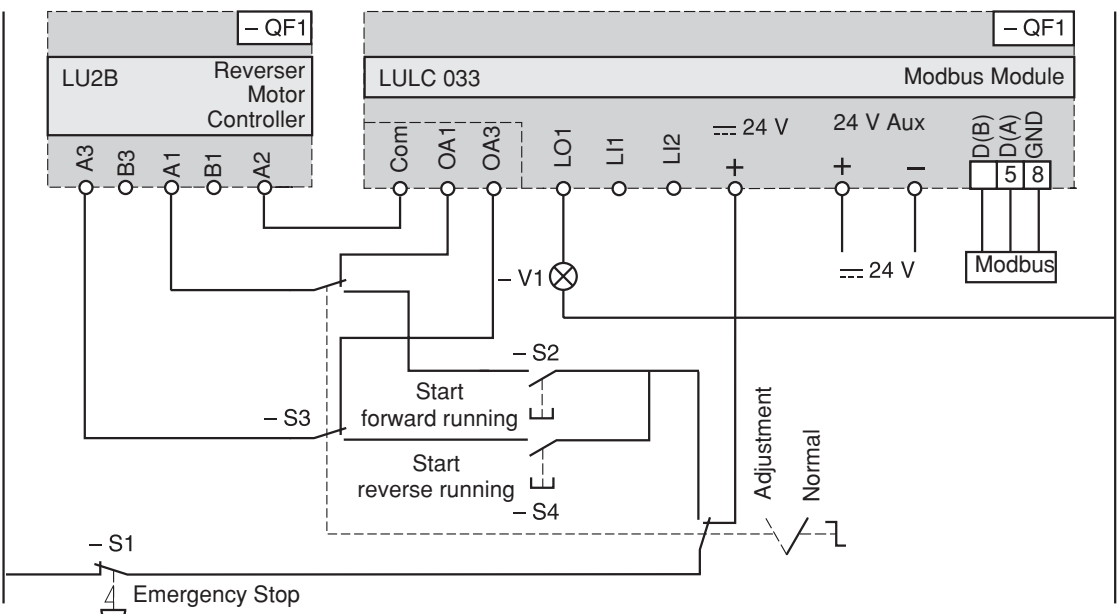 – QF1
LU2B
Reverser
Motor
Controller
A3
B3
A1
B1
A2
– QF1
LULC 033
Modbus Module
Com
OA1
OA3
LO1
LI1
LI2
24 V
+
24 V Aux
+
–
D(B)
D(A)
GND
5
8
24 V
Modbus
– V1
– S2
Start
forward running
– S3
Start
reverse running
– S4
Adjustment
Normal
– S1
Emergency Stop